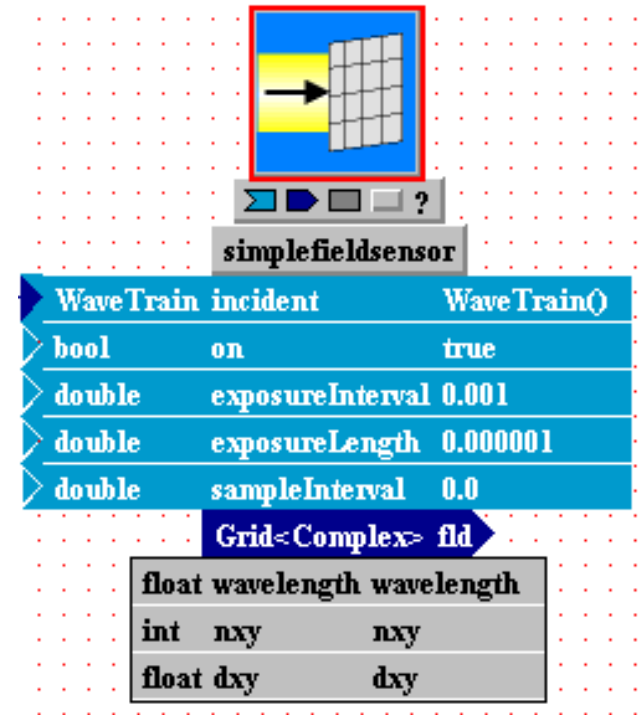 ?
simplefieldsensor
WaveTrain incident WaveTrain()
bool on true
double exposureInterval 0.001
double exposureLength 0.000001
double sampleInterval 0.0
Grid<Complex> fld
float wavelength wavelength
int nxy nxy
float dxy dxy